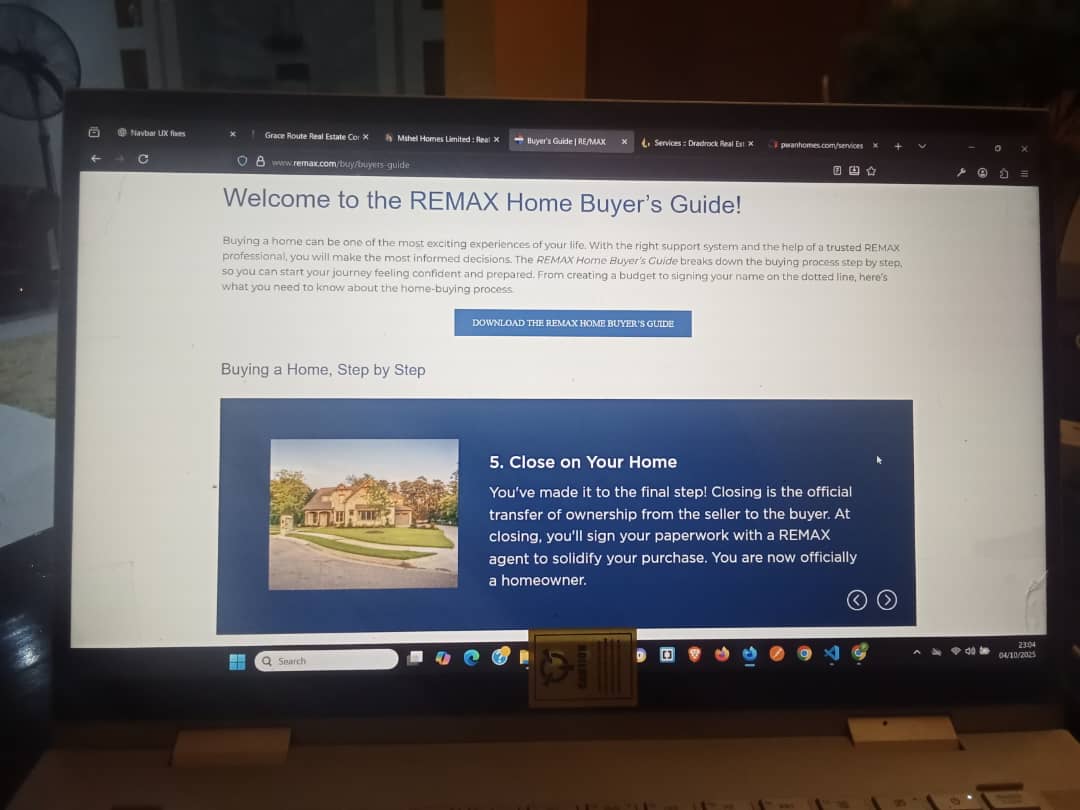 Navbar UX fixes
Grace Route Real Estate Co
Mshel Homes Limited : Real
Buyer's Guide | RE/MAX
Services :: Dradrock Real Est
pwanhomes.com/services
www.remax.com/buy/buyers-guide
Welcome to the REMAX Home Buyer's Guide!
Buying a home can be one of the most exciting experiences of your life. With the right support system and the help of a trusted REMAX
professional, you will make the most informed decisions. The REMAX Home Buyer's Guide breaks down the buying process step by step,
so you can start your journey feeling confident and prepared. From creating a budget to signing your name on the dotted line, here's
what you need to know about the home-buying process.
DOWNLOAD THE REMAX HOME BUYER'S GUIDE
Buying a Home, Step by Step
5. Close on Your Home
You've made it to the final step! Closing is the official
transfer of ownership from the seller to the buyer. At
closing, you'll sign your paperwork with a REMAX
agent to solidify your purchase. You are now officially
a homeowner.
Search
23:04
04/10/2025